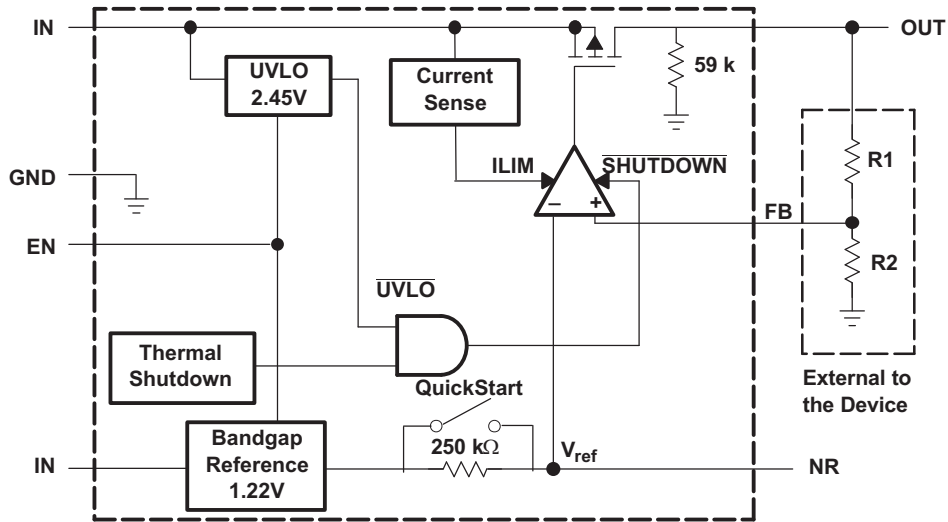 IN
OUT
UVLO
2.45V
Current
Sense
59 k
ILIM
SHUTDOWN
R1
GND
−
+
FB
EN
R2
UVLO
Thermal
Shutdown
QuickStart
External to
the Device
250 kΩ
Vref
IN
Bandgap
Reference
1.22V
NR